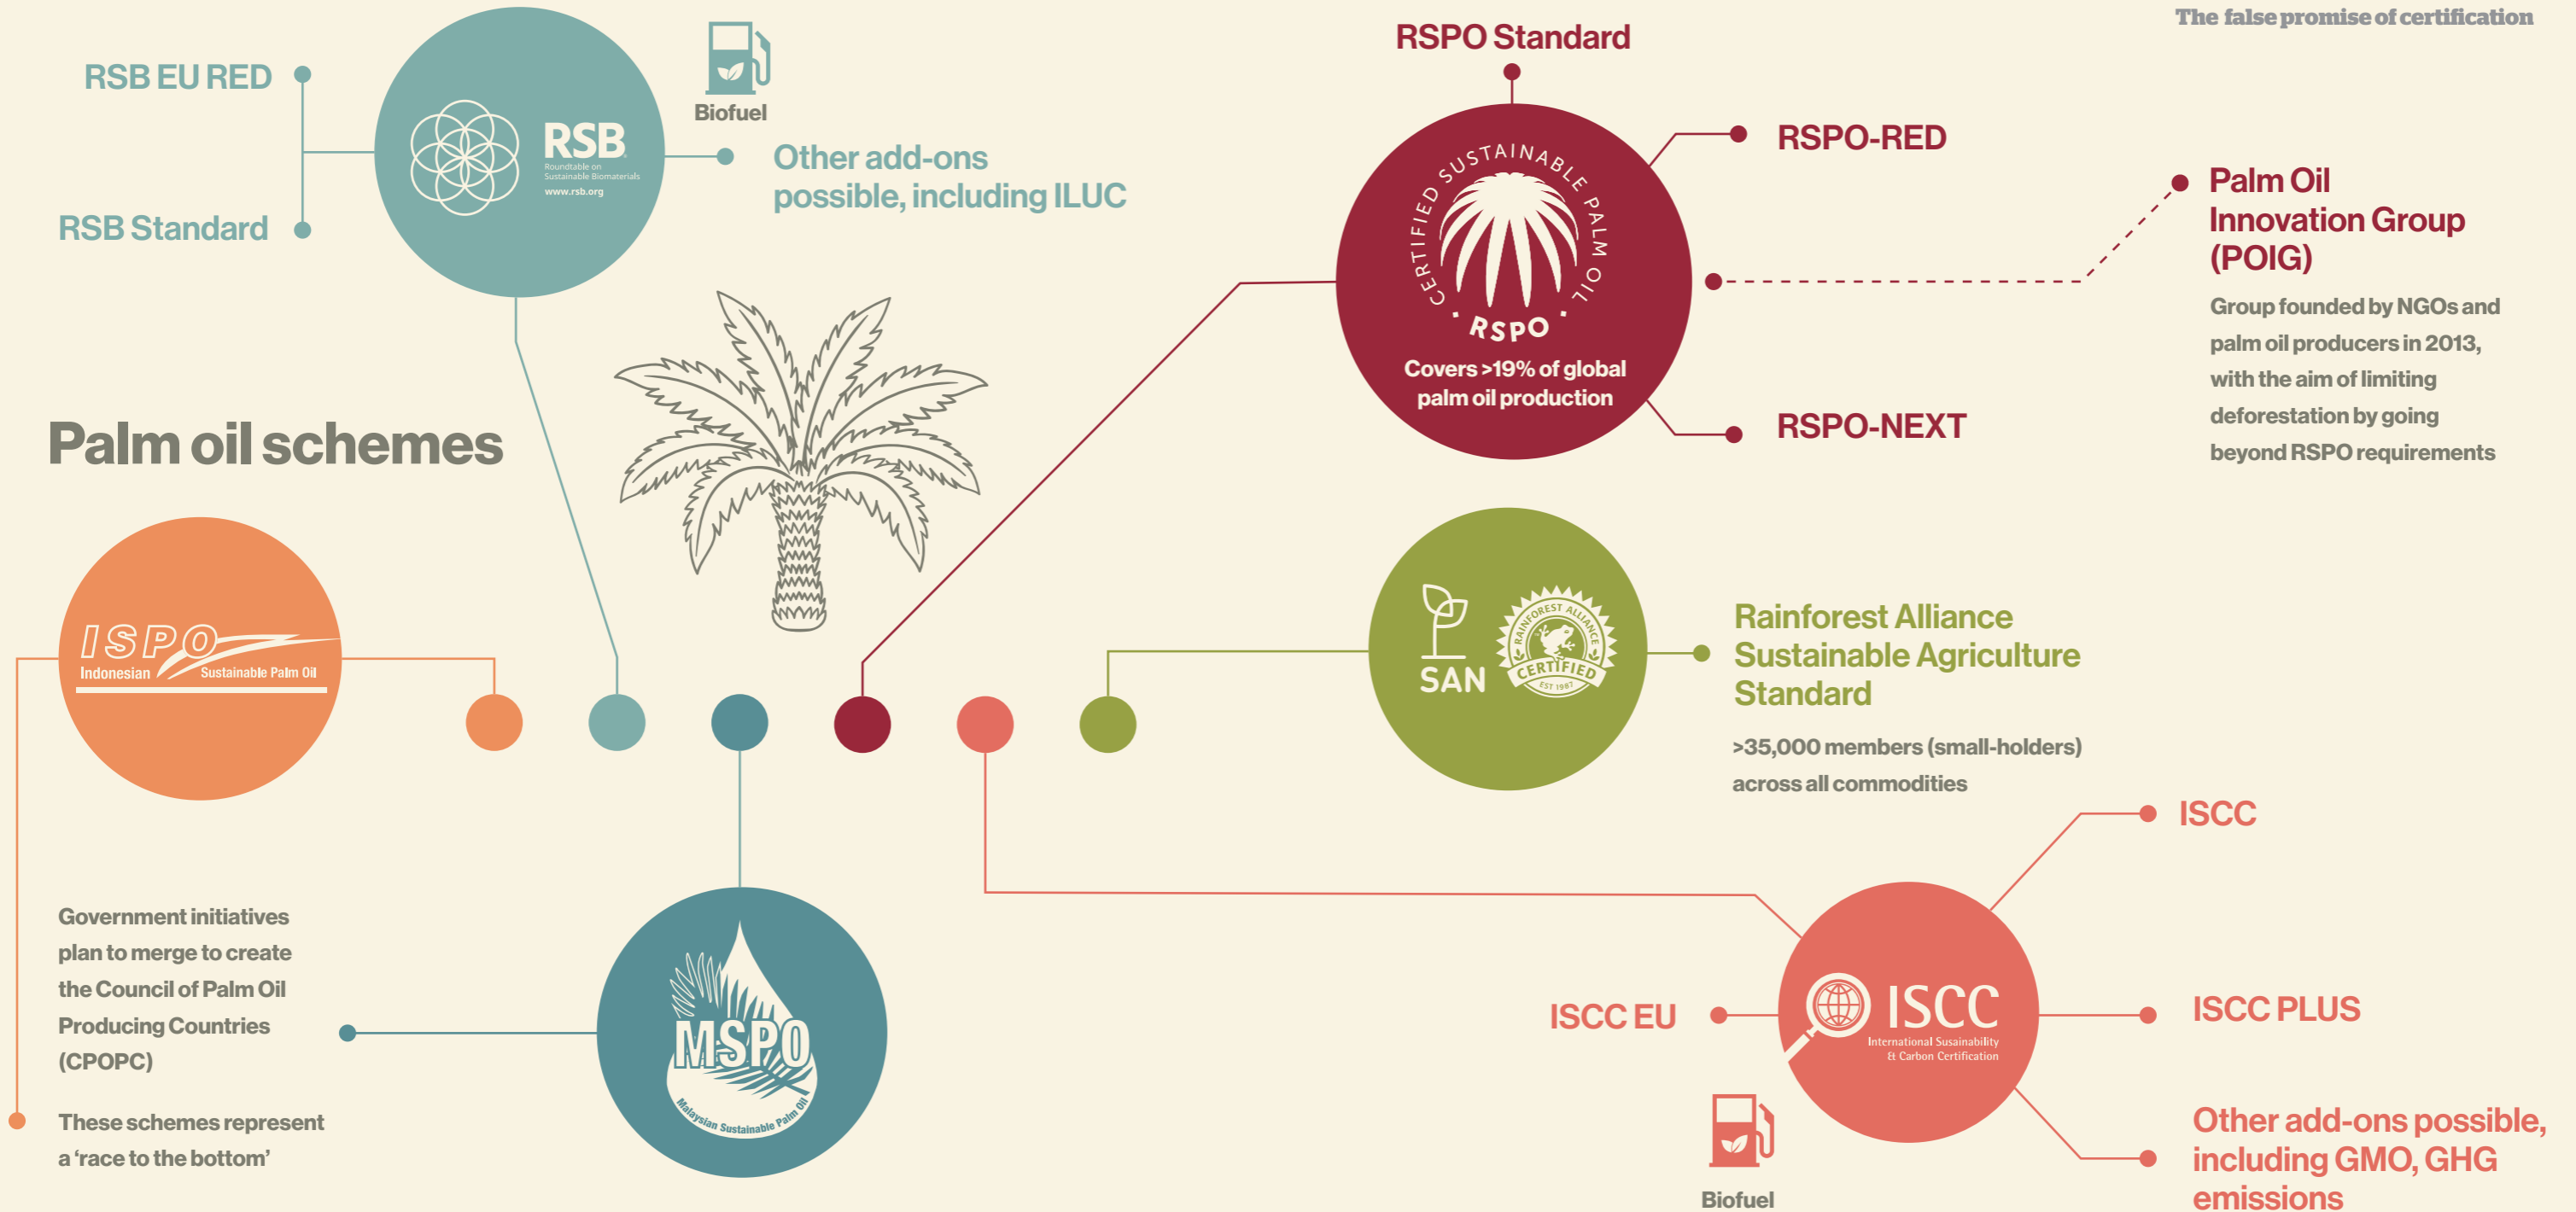 The false promise of certification
RSB EU RED
RSB Standard
RSB
Roundtable on
Sustainable Biomaterials
www.rsb.org
Biofuel
Other add-ons
possible, including ILUC
RSPO Standard
CERTIFIED SUSTAINABLE PALM OIL
RSPO
Covers >19% of global
palm oil production
RSPO-RED
RSPO-NEXT
Palm Oil
Innovation Group
(POIG)
Group founded by NGOs and
palm oil producers in 2013,
with the aim of limiting
deforestation by going
beyond RSPO requirements
Palm oil schemes
ISPO
Indonesian Sustainable Palm Oil
SAN
RAINFOREST ALLIANCE
CERTIFIED
EST 1987
Rainforest Alliance
Sustainable Agriculture
Standard
>35,000 members (small-holders)
across all commodities
Government initiatives
plan to merge to create
the Council of Palm Oil
Producing Countries
(CPOPC)
These schemes represent
a ‘race to the bottom’
MSPO
Malaysian Sustainable Palm Oil
ISCC
ISCC EU
ISCC
International Susainability
& Carbon Certification
ISCC PLUS
Biofuel
Other add-ons possible,
including GMO, GHG
emissions